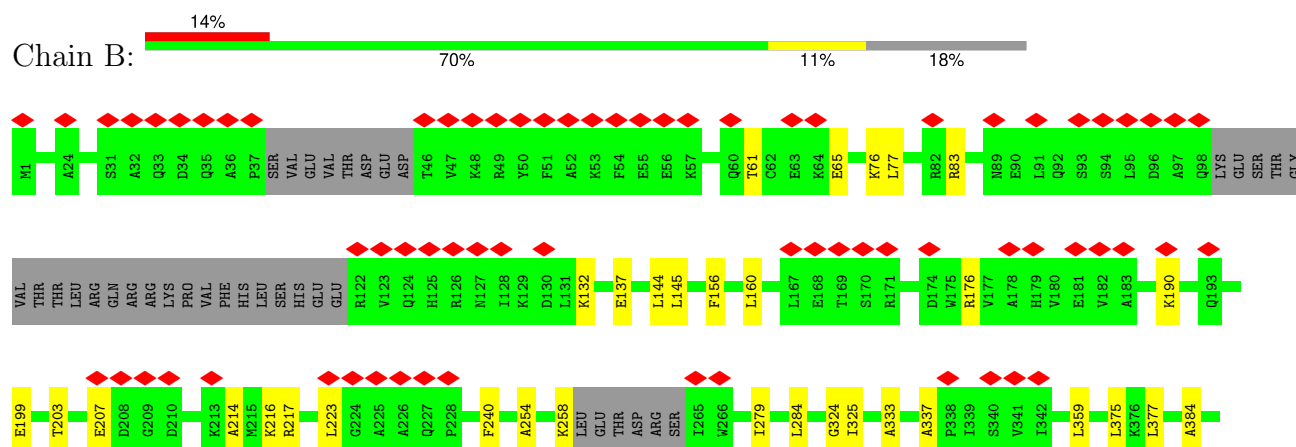 14%
Chain B:
70% 11% 18%
M1 A24 S31 A32 Q33 D34 Q35 A36 P37 SER VAL GLU VAL THR ASP GLU ASP T46 V47 K48 R49 Y50 F51 A52 K53 F54 E55 E56 K57 Q60 T61 C62 E63 K64 E65 K76 L77 R82 R83 N89 E90 L91 Q92 S93 S94 L95 D96 A97 Q98 LYS GLU SER THR GLY
VAL THR THR LEU ARG GLN ARG ARG LYS PRO VAL PHE HIS LEU SER HIS GLU GLU R122 V123 Q124 H125 R126 N127 I128 K129 D130 L131 K132 E137 L144 L145 F156 L160 L167 E168 T169 S170 R171 D174 W175 R176 V177 A178 H179 V180 E181 V182 A183 K190 Q193
E199 T203 E207 D208 G209 D210 K213 A214 M215 K216 R217 L223 G224 A225 A226 Q227 P228 F240 A254 K258 LEU GLU THR ASP ARG SER I265 W266 I279 L284 G324 I325 A333 A337 P338 I339 S340 V341 I342 L359 L375 K376 L377 A384